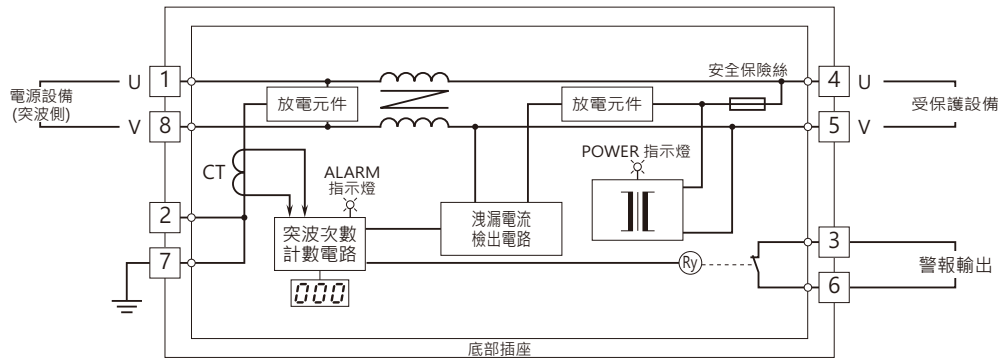 電源設備
(突波側)
U
1
V
8
2
7
CT
放電元件
ALARM
指示燈
突波次數
計數電路
000
洩漏電流
檢出電路
放電元件
安全保險絲
POWER 指示燈
Ry
4
U
5
V
受保護設備
3
6
警報輸出
底部插座